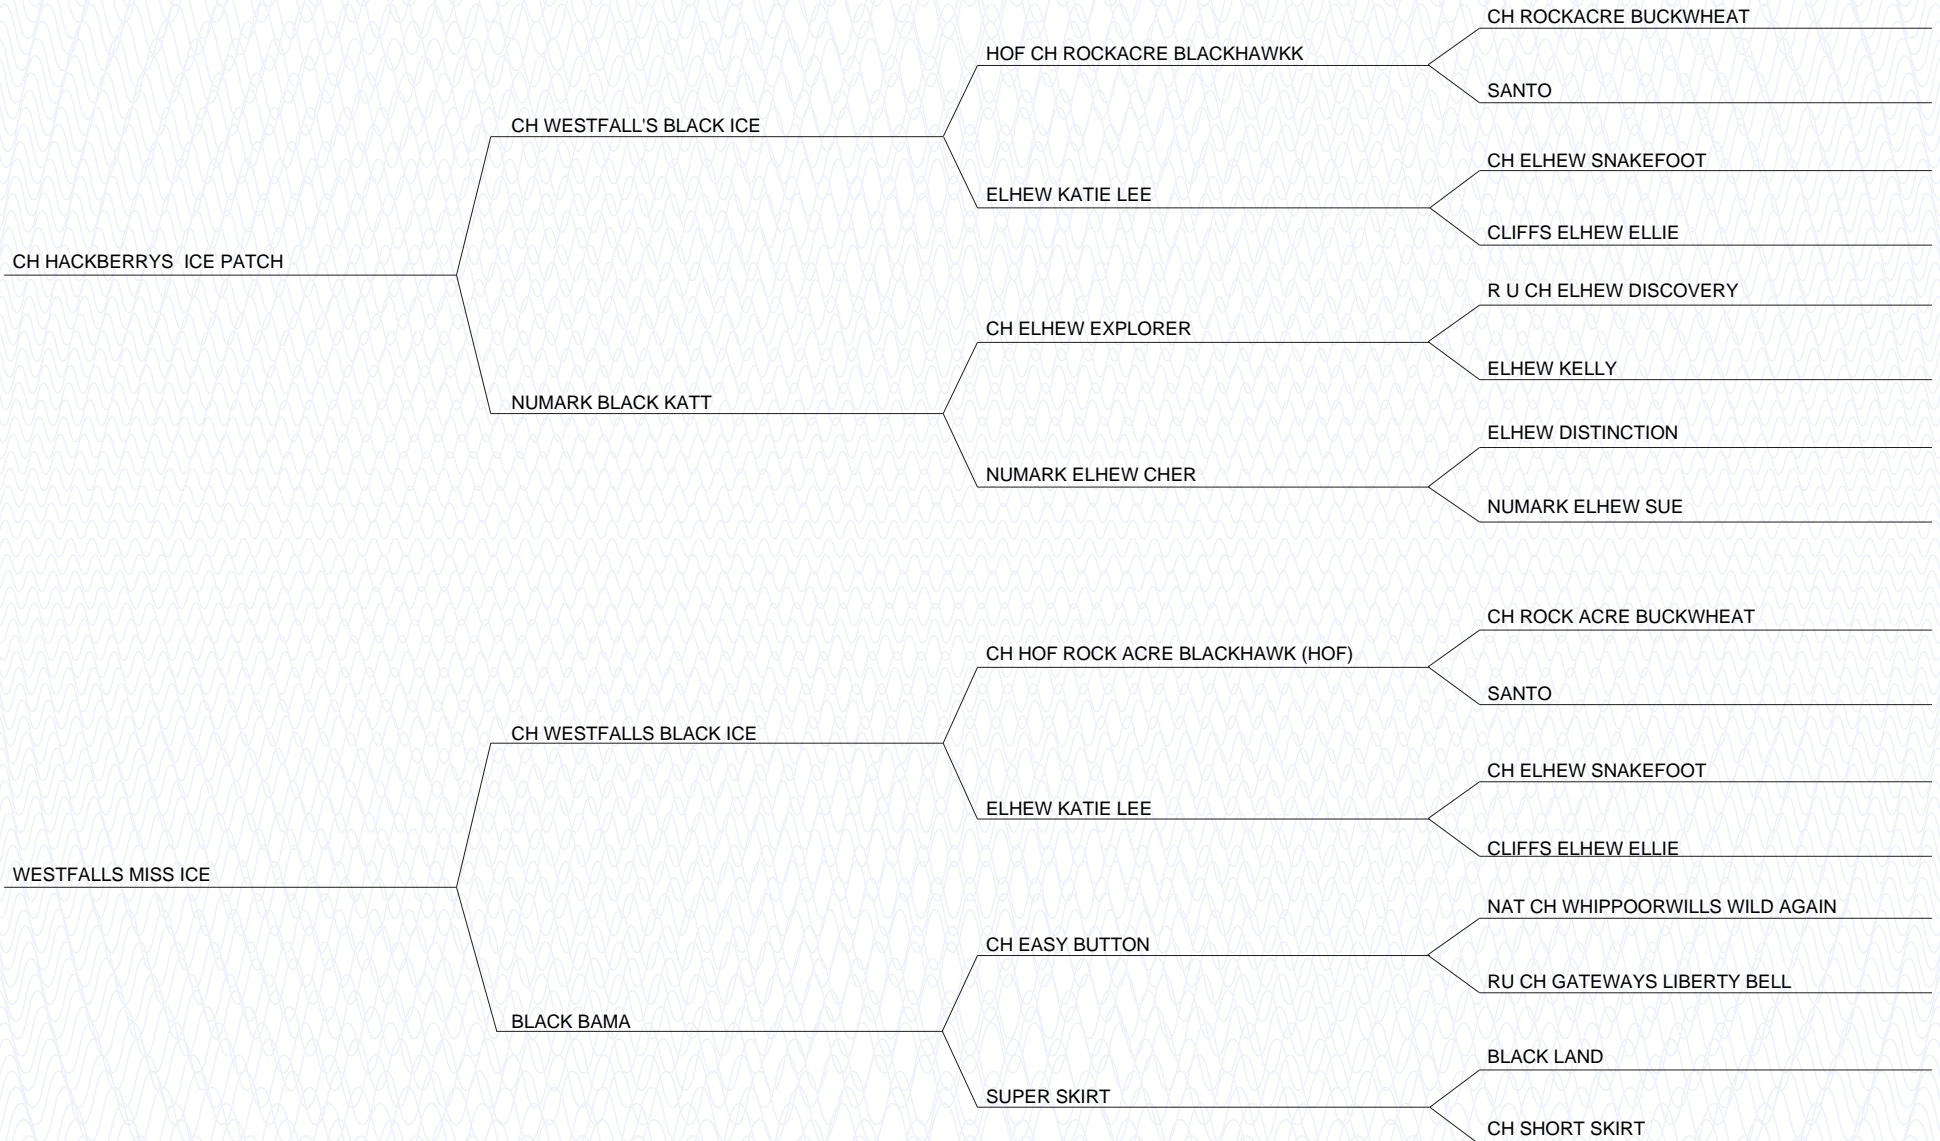 CH ROCKACRE BUCKWHEAT
HOF CH ROCKACRE BLACKHAWKK
SANTO
CH WESTFALL'S BLACK ICE
CH ELHEW SNAKEFOOT
ELHEW KATIE LEE
CLIFFS ELHEW ELLIE
CH HACKBERRYS  ICE PATCH
R U CH ELHEW DISCOVERY
CH ELHEW EXPLORER
ELHEW KELLY
NUMARK BLACK KATT
ELHEW DISTINCTION
NUMARK ELHEW CHER
NUMARK ELHEW SUE
CH ROCK ACRE BUCKWHEAT
CH HOF ROCK ACRE BLACKHAWK (HOF)
SANTO
CH WESTFALLS BLACK ICE
CH ELHEW SNAKEFOOT
ELHEW KATIE LEE
CLIFFS ELHEW ELLIE
WESTFALLS MISS ICE
NAT CH WHIPPOORWILLS WILD AGAIN
CH EASY BUTTON
RU CH GATEWAYS LIBERTY BELL
BLACK BAMA
BLACK LAND
SUPER SKIRT
CH SHORT SKIRT